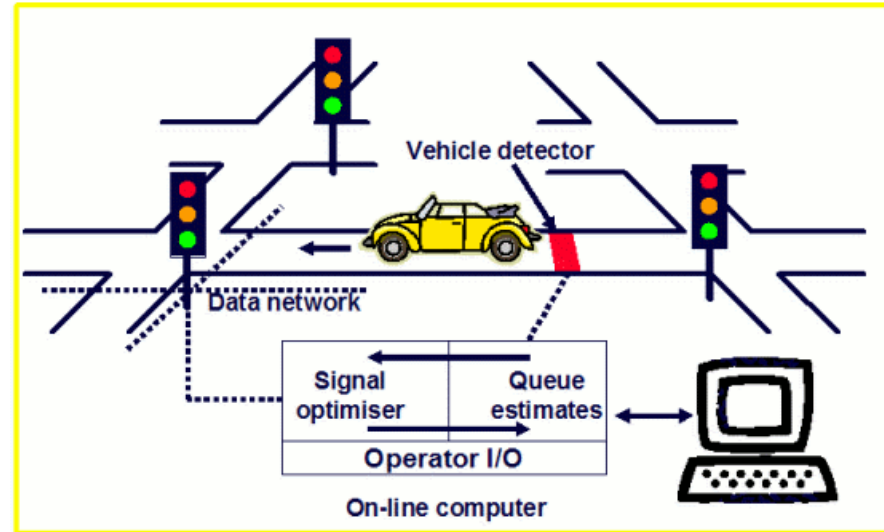 Vehicle detector
Data network
Signal
optimiser
Queue
estimates
Operator I/O
On-line computer